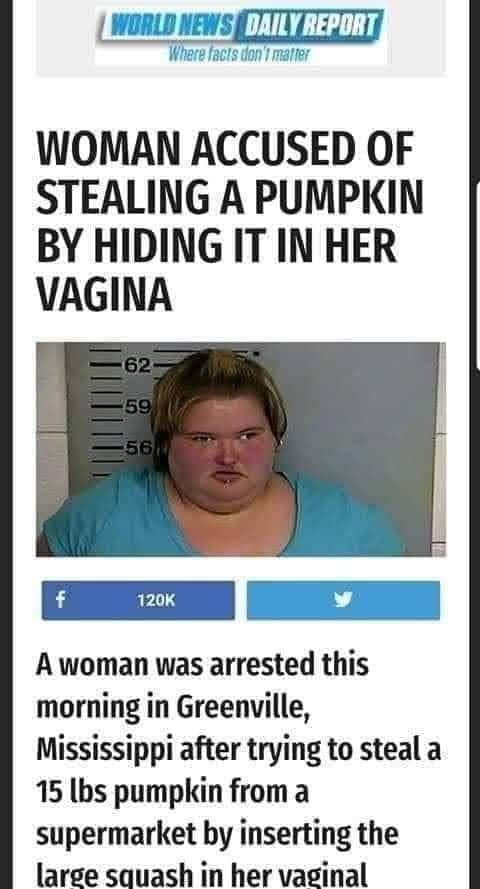 WORLD NEWS DAILY REPORT
Where facts don't matter
WOMAN ACCUSED OF
STEALING A PUMPKIN
BY HIDING IT IN HER
VAGINA
62
59
56
f 120K
A woman was arrested this
morning in Greenville,
Mississippi after trying to steal a
15 lbs pumpkin from a
supermarket by inserting the
large squash in her vaginal